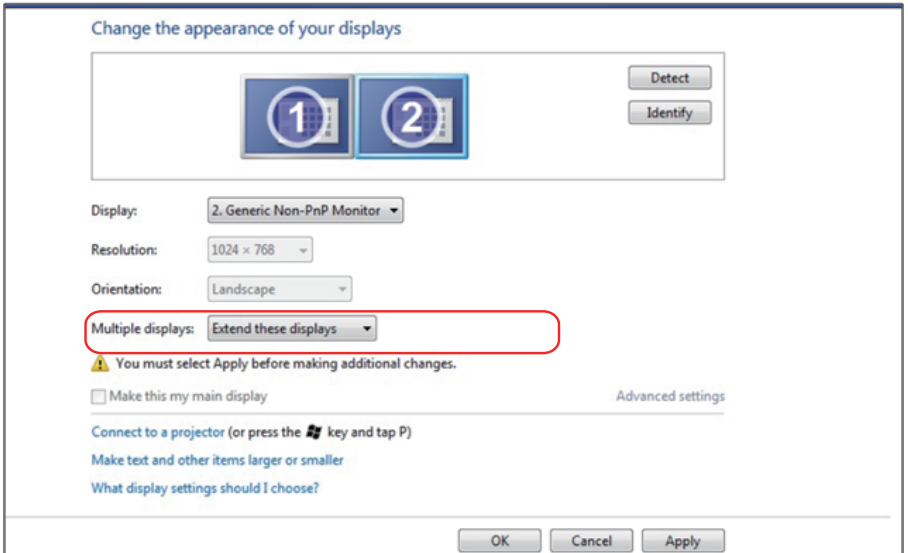 Change the appearance of your displays
1
2
Detect
Identify
Display:
2. Generic Non-PnP Monitor
Resolution:
1024 × 768
Orientation:
Landscape
Multiple displays:
Extend these displays
You must select Apply before making additional changes.
Make this my main display
Advanced settings
Connect to a projector (or press the key and tap P)
Make text and other items larger or smaller
What display settings should I choose?
OK
Cancel
Apply